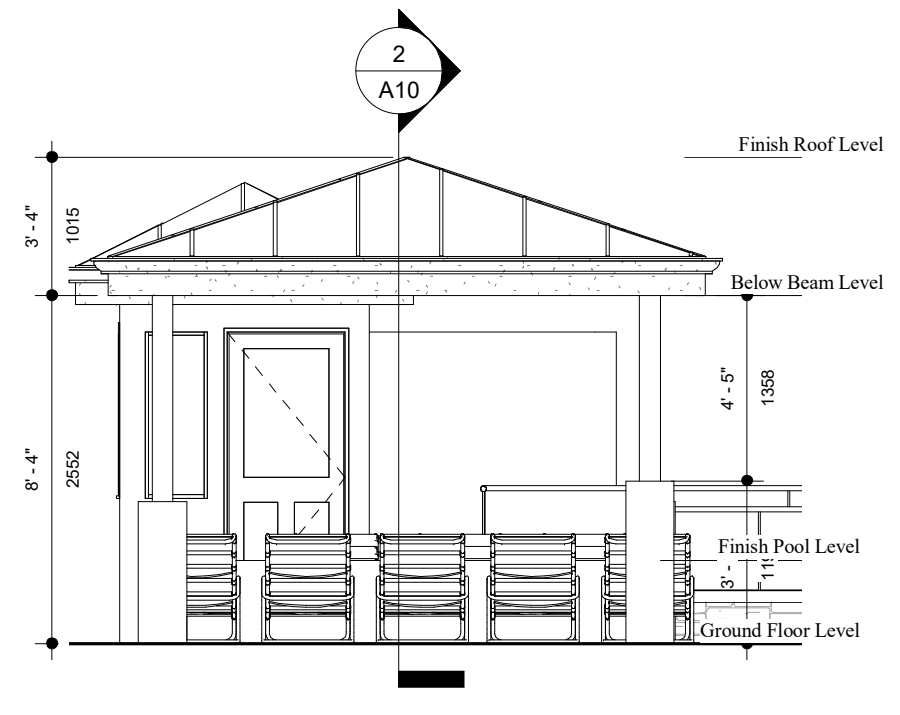 2
A10
Finish Roof Level
3' - 4"
1015
Below Beam Level
4' - 5"
1358
8' - 4"
2552
Finish Pool Level
3' -
Ground Floor Level